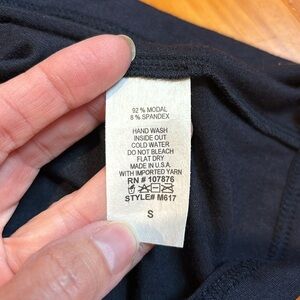 92 % MODAL
8 % SPANDEX
HAND WASH
INSIDE OUT
COLD WATER
DO NOT BLEACH
FLAT DRY
MADE IN U.S.A.
WITH IMPORTED YARN
RN # 107876
STYLE# M617
S